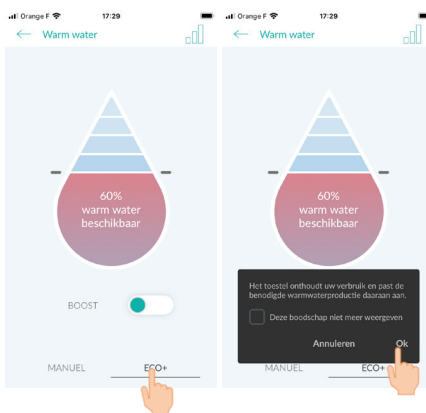 Orange F 17:29
Warm water
60%
warm water
beschikbaar
BOOST
MANUEL ECO+
Orange F 17:29
Warm water
60%
warm water
beschikbaar
Het toestel onthoudt uw verbruik en past de
benodigde warmwaterproductie daaraan aan.
Deze boodschap niet meer weergeven
Annuleren Ok
MANUEL ECO+